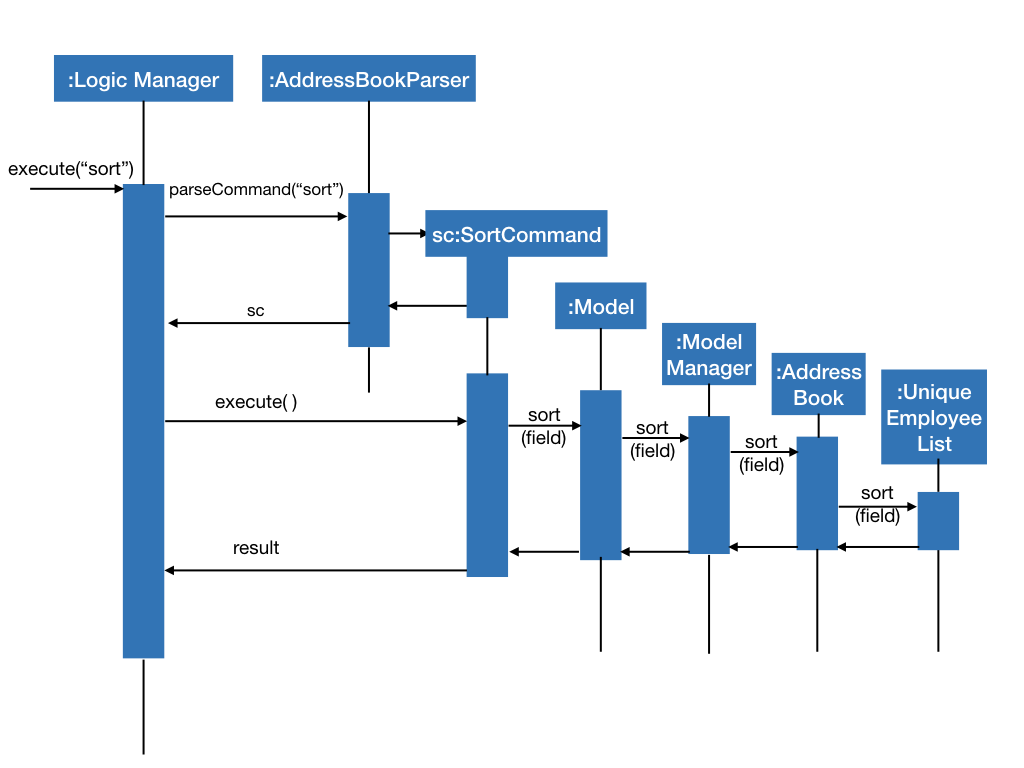 :Logic Manager
:AddressBookParser
execute(“sort”)
parseCommand(“sort”)
sc:SortCommand
sc
:Model
:Model
Manager
:Address
Book
:Unique
Employee
List
execute( )
sort
(field)
sort
(field)
sort
(field)
sort
(field)
result